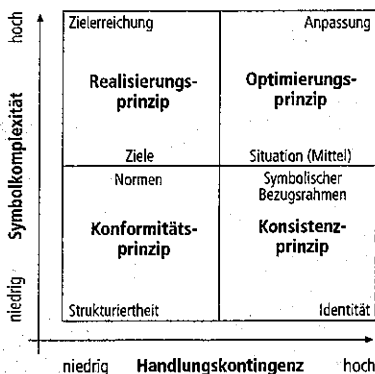 hoch
Symbolkomplexität
niedrig
Zielerreichung
Anpassung
Realisierungs-
prinzip
Optimierungs-
prinzip
Ziele
Situation (Mittel)
Normen
Symbolischer
Bezugsrahmen
Konformitäts-
prinzip
Konsistenz-
prinzip
Strukturiertheit
Identität
niedrig
Handlungskontingenz
hoch